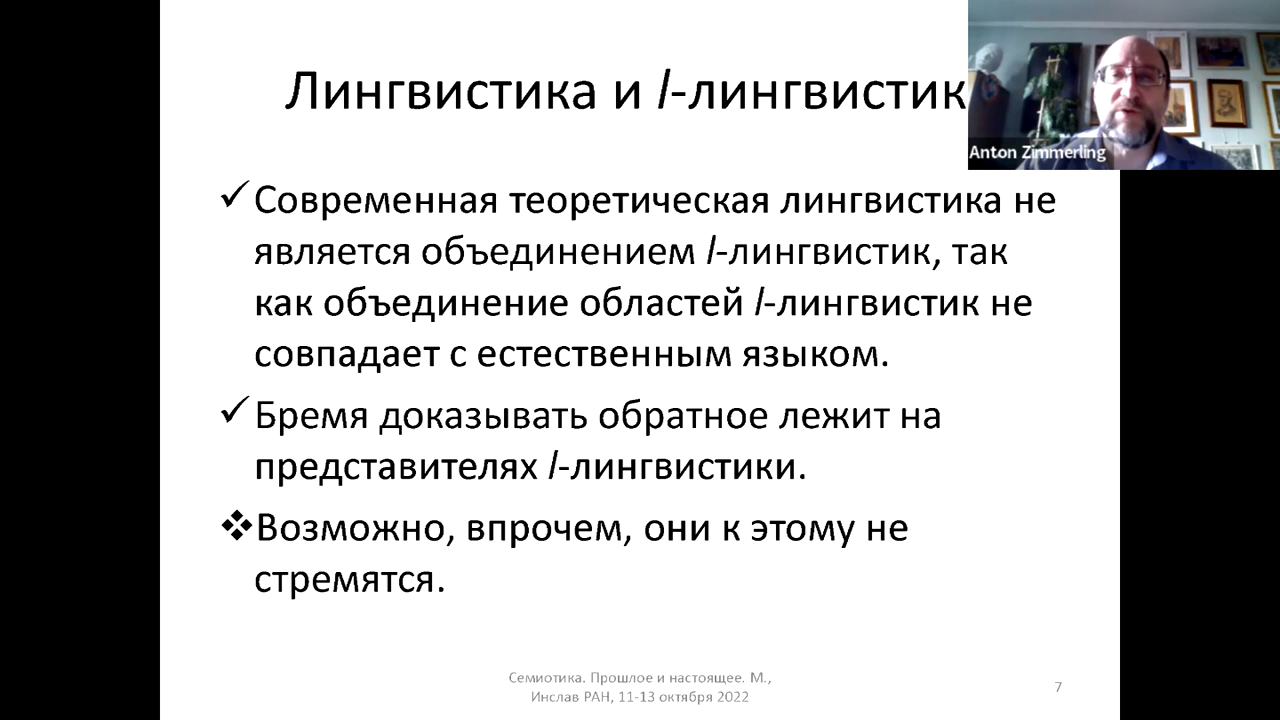 Лингвистика и l-лингвистик
Anton Zimmerling
✓Современная теоретическая лингвистика не
является объединением l-лингвистик, так
как объединение областей l-лингвистик не
совпадает с естественным языком.
✓Бремя доказывать обратное лежит на
представителях l-лингвистики.
❖Возможно, впрочем, они к этому не
стремятся.
Семиотика. Прошлое и настоящее. М.,
Инслав РАН, 11-13 октября 2022
7